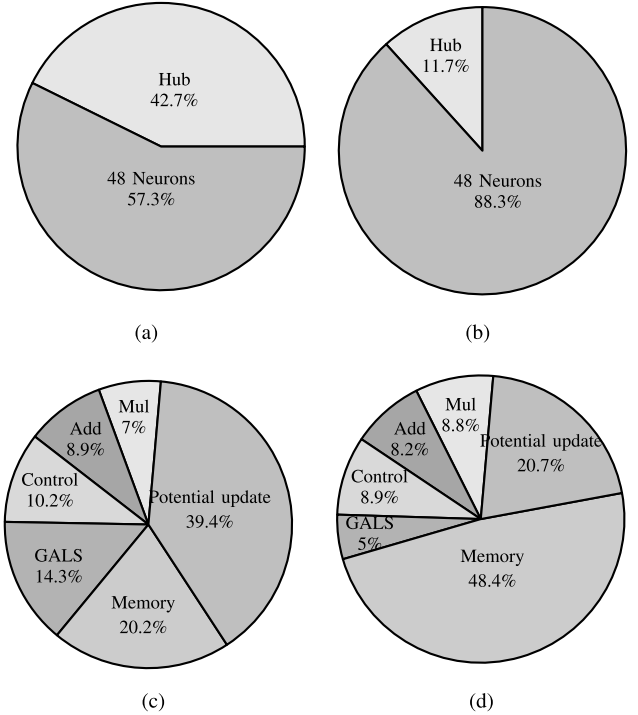 Hub
42.7%
48 Neurons
57.3%
(a)
Hub
11.7%
48 Neurons
88.3%
(b)
Mul
7%
Add
8.9%
Potential update
39.4%
Control
10.2%
GALS
14.3%
Memory
20.2%
(c)
Mul
8.8%
Add
8.2%
Potential update
20.7%
Control
8.9%
GALS
5%
Memory
48.4%
(d)